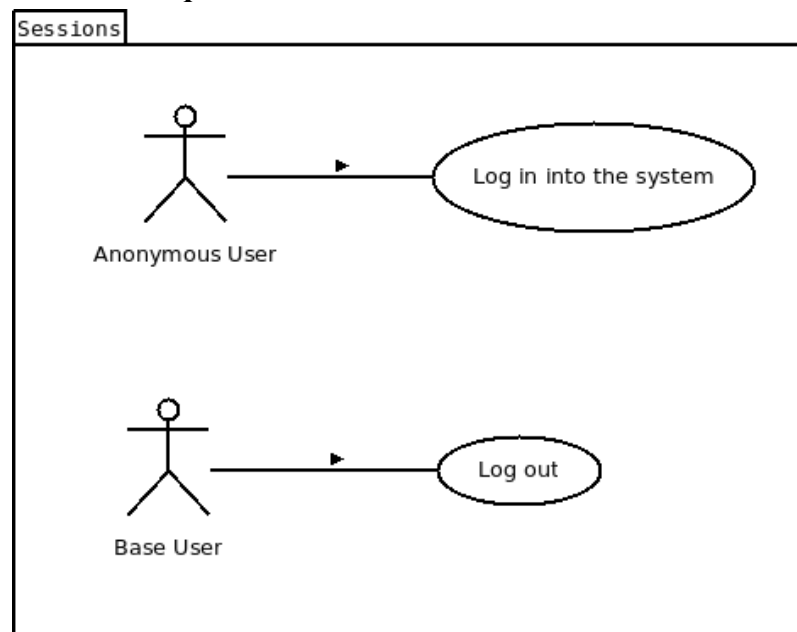 Sessions
Log in into the system
Anonymous User
Log out
Base User